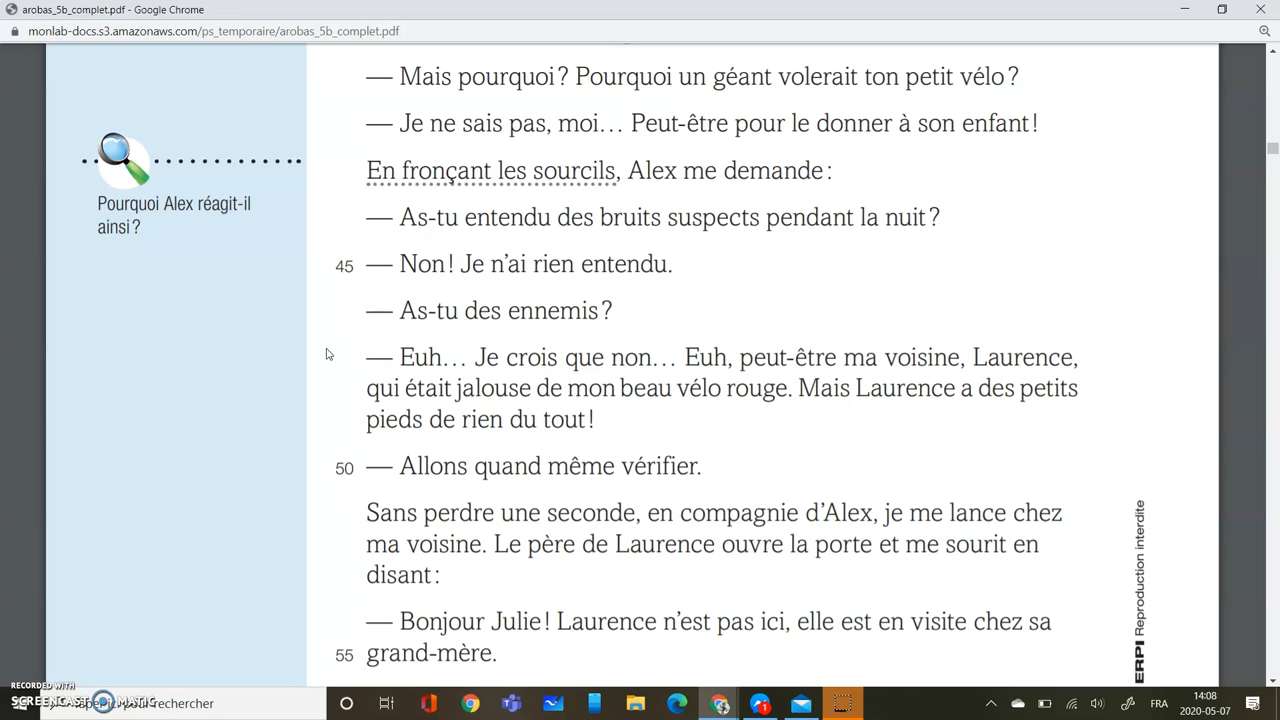 arobas_5b_complet.pdf - Google Chrome
monlab-docs.s3.amazonaws.com/ps_temporaire/arobas_5b_complet.pdf
— Mais pourquoi ? Pourquoi un géant volerait ton petit vélo ?
— Je ne sais pas, moi… Peut-être pour le donner à son enfant !
En fronçant les sourcils, Alex me demande :
Pourquoi Alex réagit-il
ainsi ?
— As-tu entendu des bruits suspects pendant la nuit ?
45 — Non ! Je n'ai rien entendu.
— As-tu des ennemis ?
— Euh… Je crois que non… Euh, peut-être ma voisine, Laurence,
qui était jalouse de mon beau vélo rouge. Mais Laurence a des petits
pieds de rien du tout !
50 — Allons quand même vérifier.
Sans perdre une seconde, en compagnie d'Alex, je me lance chez
ma voisine. Le père de Laurence ouvre la porte et me sourit en
disant :
— Bonjour Julie ! Laurence n'est pas ici, elle est en visite chez sa
55 grand-mère.
ERPI Reproduction interdite
RECORDED WITH
SCREENCAST MATIC
rechercher
1
FRA
14:08
2020-05-07